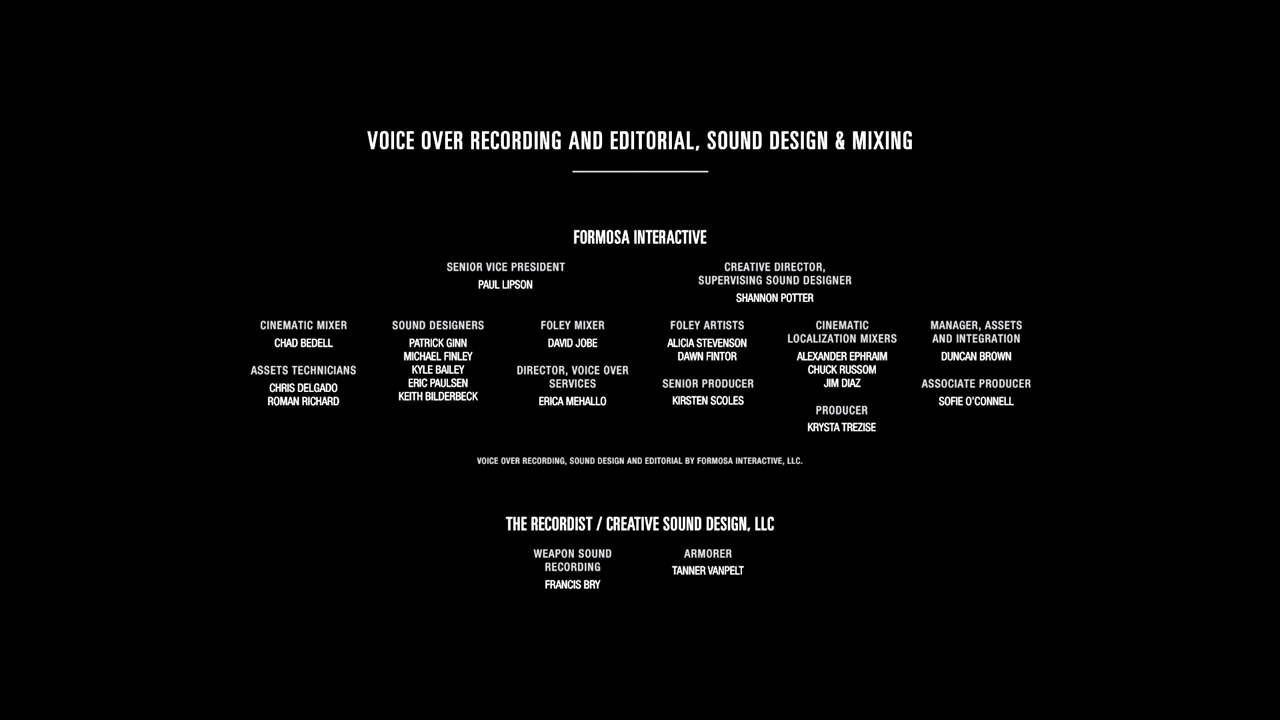 VOICE OVER RECORDING AND EDITORIAL, SOUND DESIGN & MIXING
FORMOSA INTERACTIVE
SENIOR VICE PRESIDENT
PAUL LIPSON
CREATIVE DIRECTOR,
SUPERVISING SOUND DESIGNER
SHANNON POTTER
CINEMATIC MIXER
CHAD BEDELL
ASSETS TECHNICIANS
CHRIS DELGADO
ROMAN RICHARD
SOUND DESIGNERS
PATRICK GINN
MICHAEL FINLEY
KYLE BAILEY
ERIC PAULSEN
KEITH BILDERBECK
FOLEY MIXER
DAVID JOBE
DIRECTOR, VOICE OVER
SERVICES
ERICA MEHALLO
FOLEY ARTISTS
ALICIA STEVENSON
DAWN FINTOR
SENIOR PRODUCER
KIRSTEN SCOLES
CINEMATIC
LOCALIZATION MIXERS
ALEXANDER EPHRAIM
CHUCK RUSSOM
JIM DIAZ
PRODUCER
KRYSTA TREZISE
MANAGER, ASSETS
AND INTEGRATION
DUNCAN BROWN
ASSOCIATE PRODUCER
SOFIE O'CONNELL
VOICE OVER RECORDING, SOUND DESIGN AND EDITORIAL BY FORMOSA INTERACTIVE, LLC.
THE RECORDIST / CREATIVE SOUND DESIGN, LLC
WEAPON SOUND
RECORDING
FRANCIS BRY
ARMORER
TANNER VANPELT